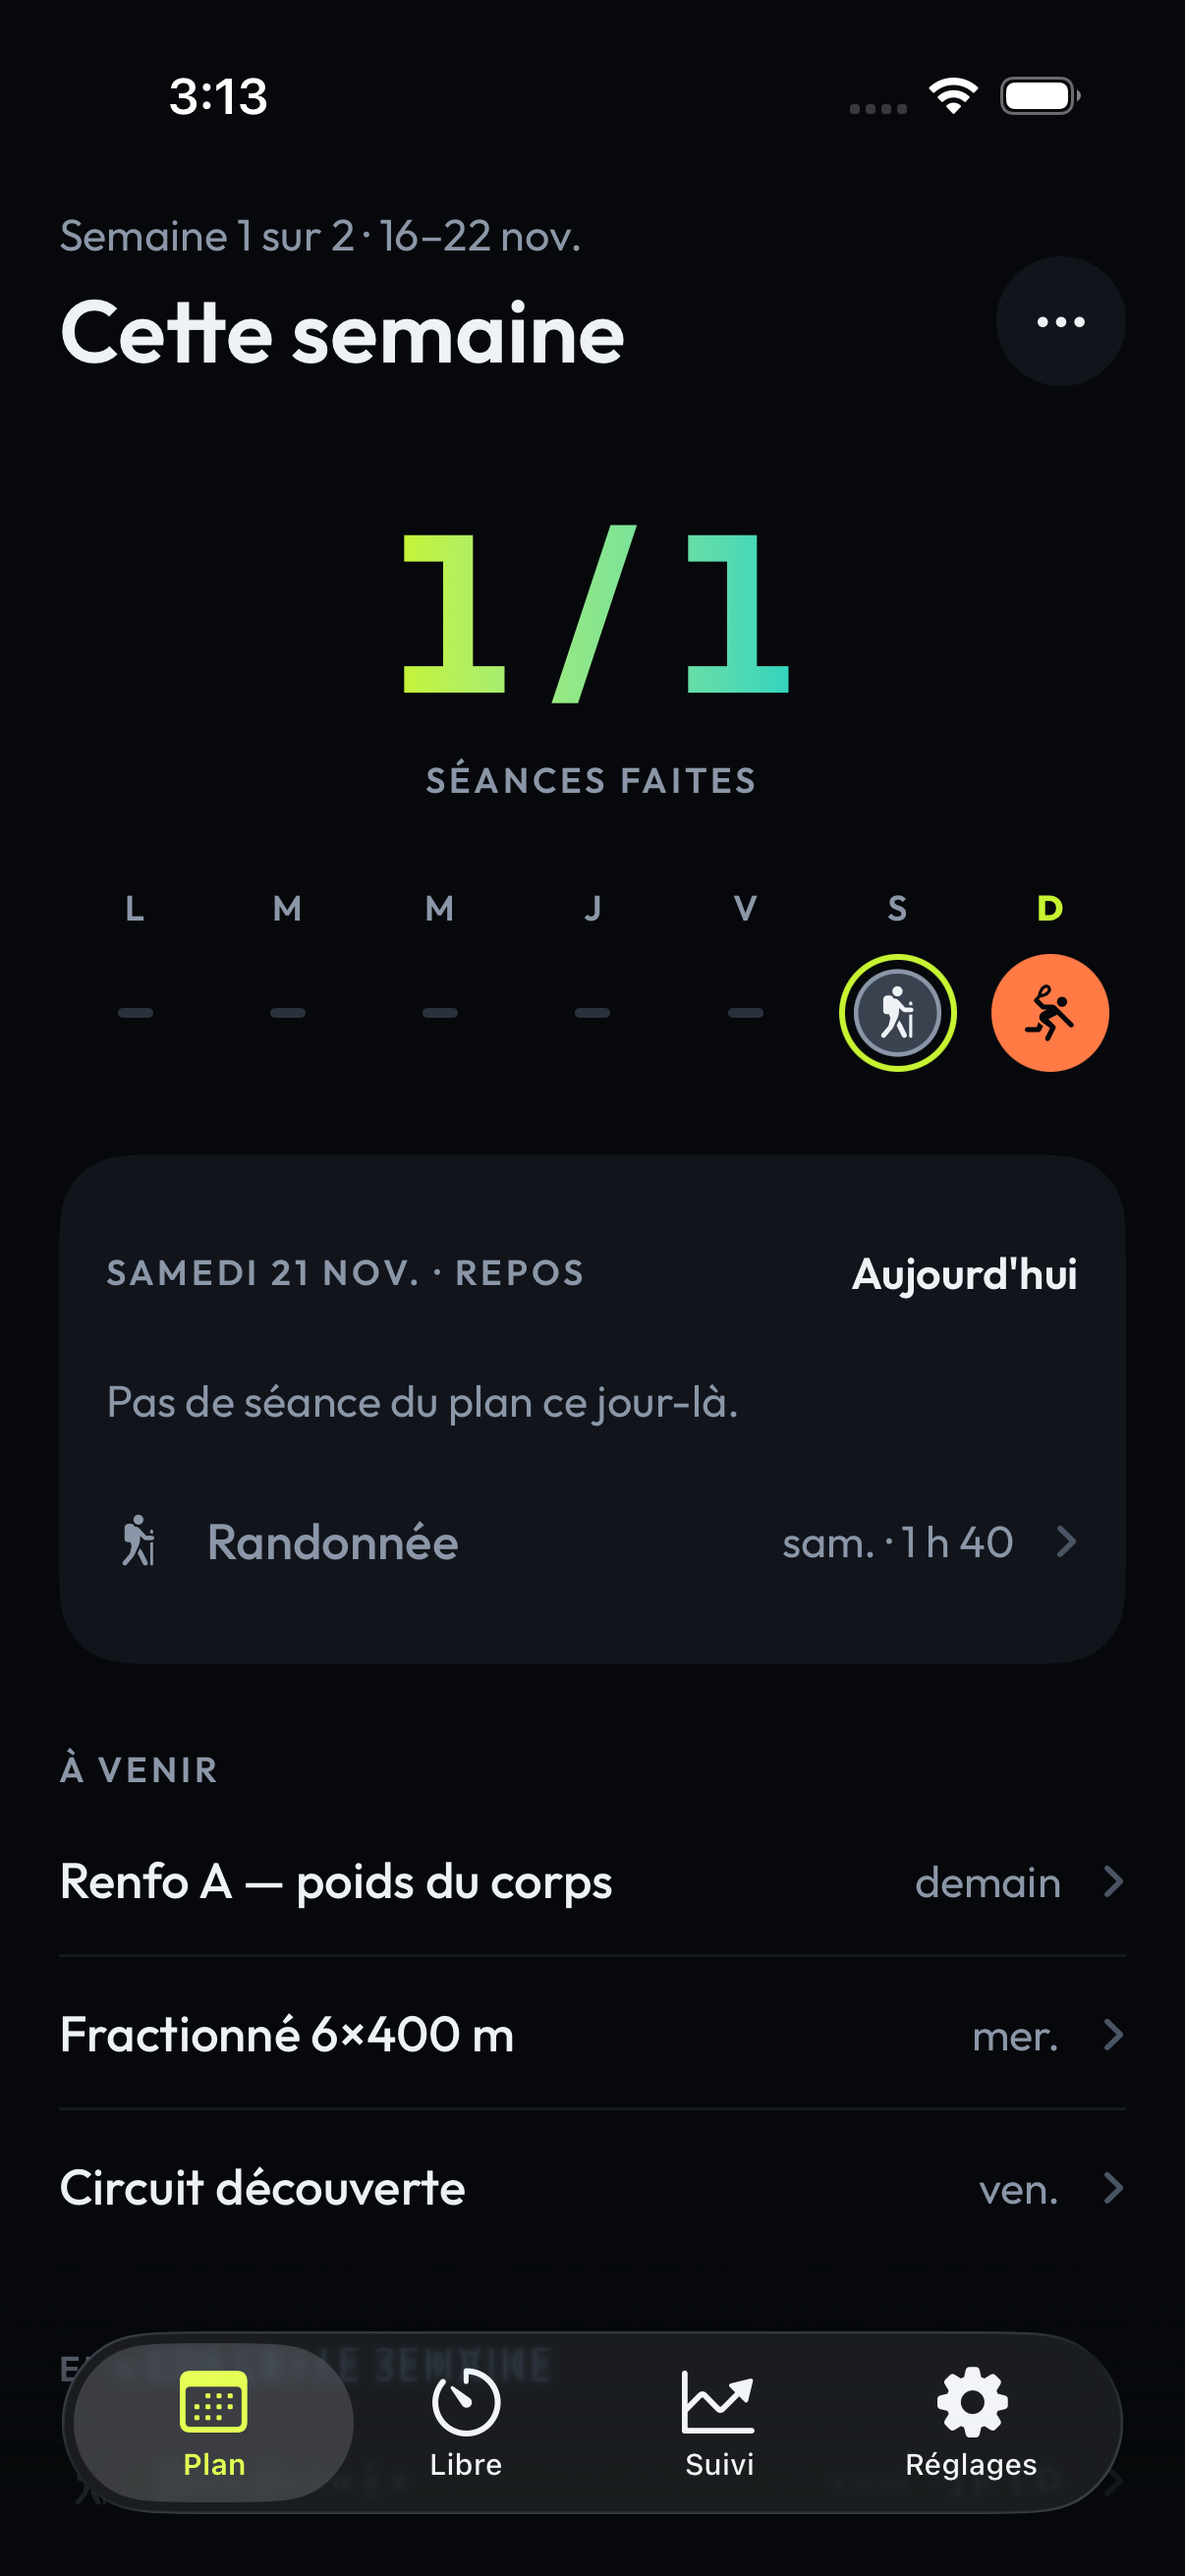 3:13
Semaine 1 sur 2 · 16–22 nov.
Cette semaine
1/1
SÉANCES FAITES
L M M J V S D
SAMEDI 21 NOV. · REPOS
Aujourd'hui
Pas de séance du plan ce jour-là.
Randonnée
sam. · 1 h 40
À VENIR
Renfo A — poids du corps
demain
Fractionné 6×400 m
mer.
Circuit découverte
ven.
SEMAINE
Plan
Libre
Suivi
Réglages